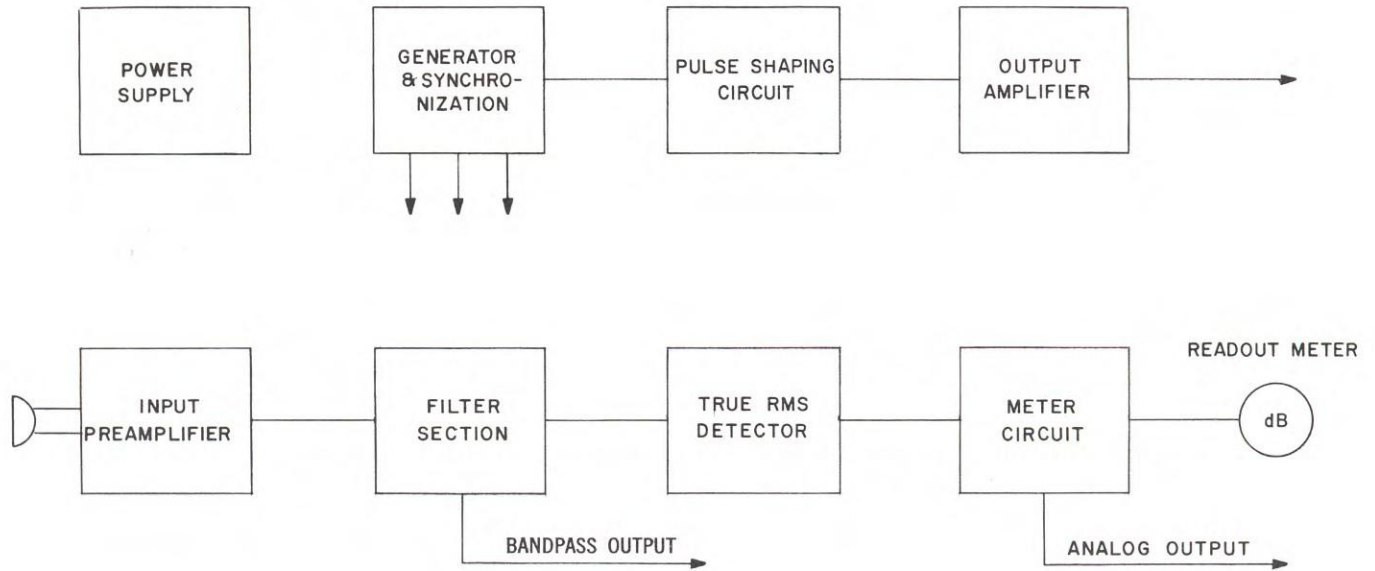 POWER
SUPPLY
GENERATOR
& SYNCHRO-
NIZATION
PULSE SHAPING
CIRCUIT
OUTPUT
AMPLIFIER
READOUT METER
INPUT
PREAMPLIFIER
FILTER
SECTION
TRUE RMS
DETECTOR
METER
CIRCUIT
dB
BANDPASS OUTPUT
ANALOG OUTPUT